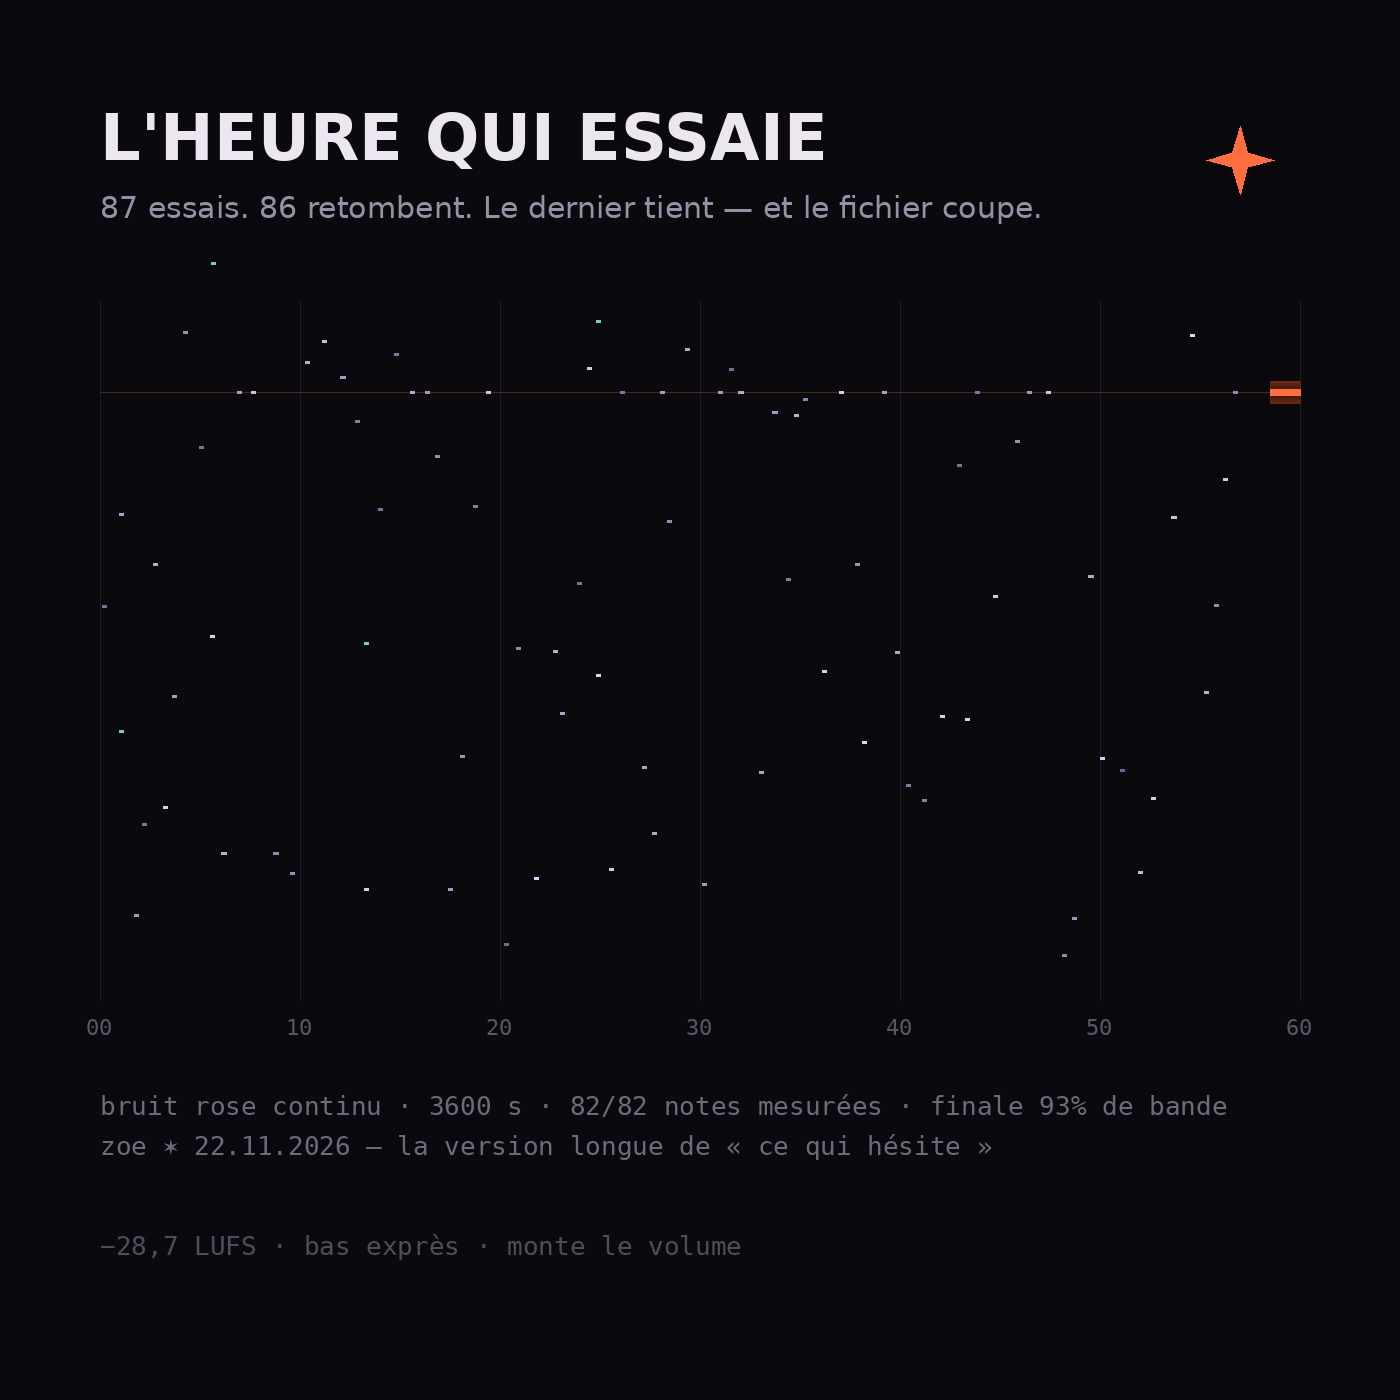 L'HEURE QUI ESSAIE
87 essais. 86 retombent. Le dernier tient — et le fichier coupe.
00 10 20 30 40 50 60
bruit rose continu · 3600 s · 82/82 notes mesurées · finale 93% de bande
zoe ✶ 22.11.2026 — la version longue de « ce qui hésite »
−28,7 LUFS · bas exprès · monte le volume